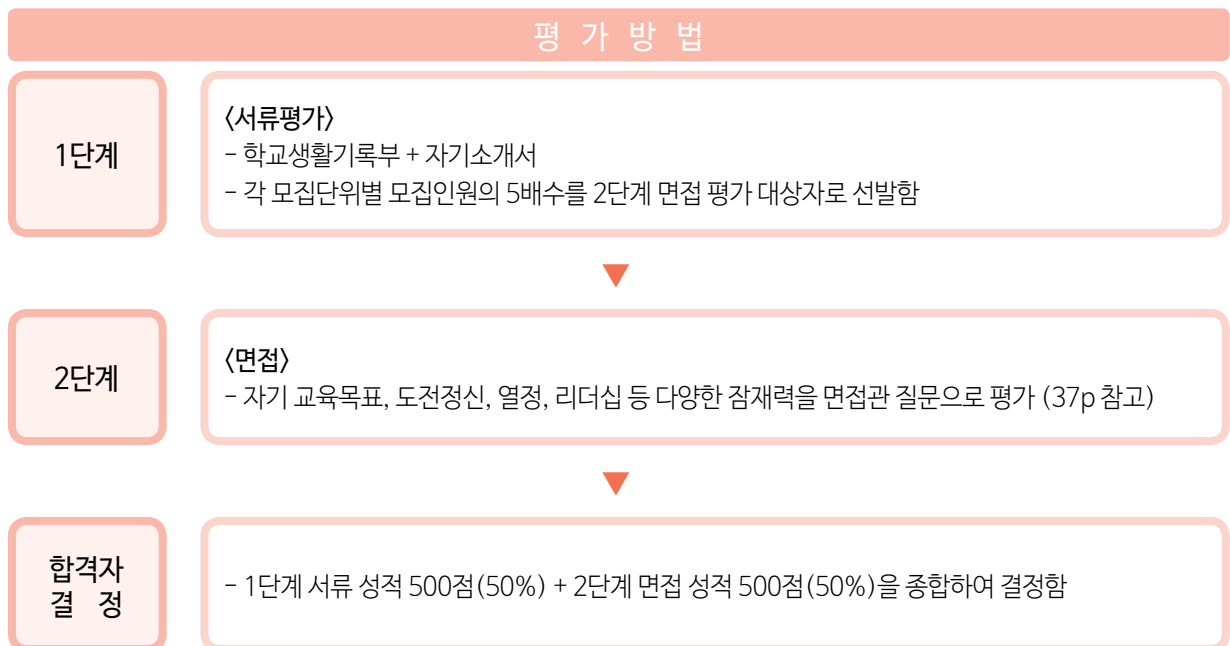 평 가 방 법
1단계
〈서류평가〉
- 학교생활기록부 + 자기소개서
- 각 모집단위별 모집인원의 5배수를 2단계 면접 평가 대상자로 선발함
2단계
〈면접〉
- 자기 교육목표, 도전정신, 열정, 리더십 등 다양한 잠재력을 면접관 질문으로 평가 (37p 참고)
합격자
결 정
- 1단계 서류 성적 500점(50%) + 2단계 면접 성적 500점(50%)을 종합하여 결정함